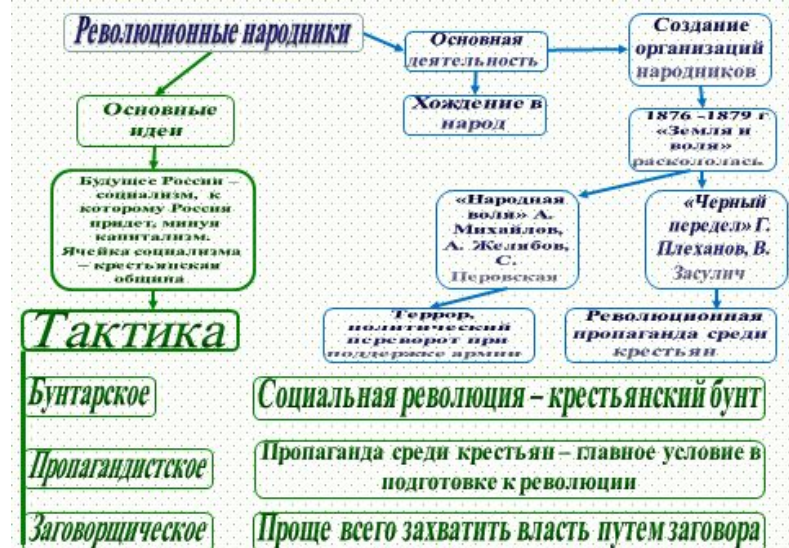 Революционные народники
Основная
деятельность
Создание
организаций
народников
Основные
идеи
Хождение в
народ
1876 -1879 г
«Земля и
воля»
раскололась
Будущее России –
социализм, к
которому Россия
придет, минуя
капитализм.
Ячейка социализма
– крестьянская
община
«Народная
воля» А.
Михайлов,
А. Желябов,
С.
Перовская
«Черный
передел» Г.
Плеханов, В.
Засулич
Террор,
политический
переворот при
поддержке армии
Революционная
пропаганда среди
крестьян
Тактика
Бунтарское
Социальная революция – крестьянский бунт
Пропагандистское
Пропаганда среди крестьян – главное условие в
подготовке к революции
Заговорщическое
Проще всего захватить власть путем заговора